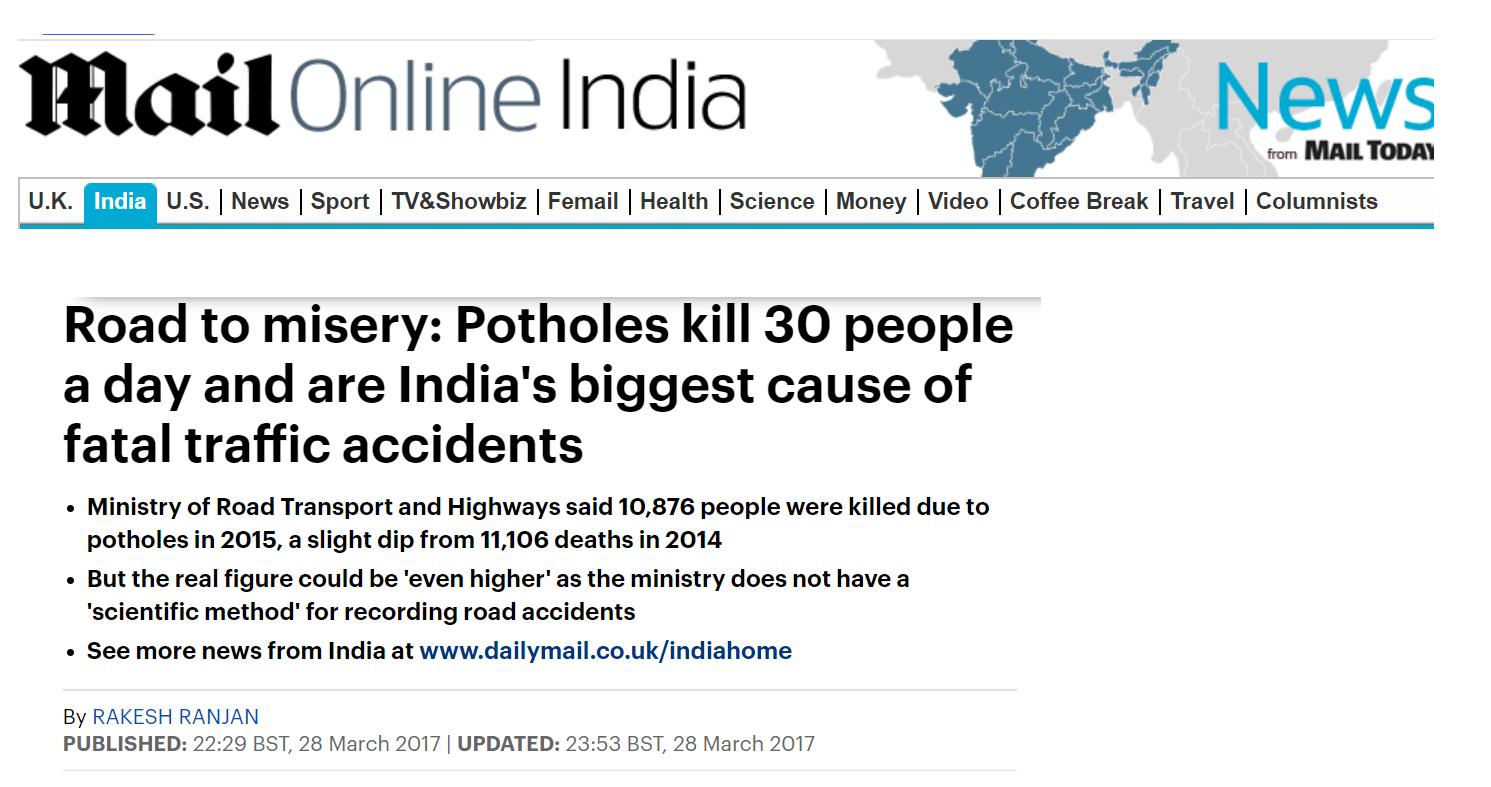 Mail Online India
News
from MAIL TODAY
U.K. India U.S. News Sport TV&Showbiz Femail Health Science Money Video Coffee Break Travel Columnists
Road to misery: Potholes kill 30 people
a day and are India's biggest cause of
fatal traffic accidents
• Ministry of Road Transport and Highways said 10,876 people were killed due to
potholes in 2015, a slight dip from 11,106 deaths in 2014
• But the real figure could be 'even higher' as the ministry does not have a
'scientific method' for recording road accidents
• See more news from India at www.dailymail.co.uk/indiahome
By RAKESH RANJAN
PUBLISHED: 22:29 BST, 28 March 2017 | UPDATED: 23:53 BST, 28 March 2017